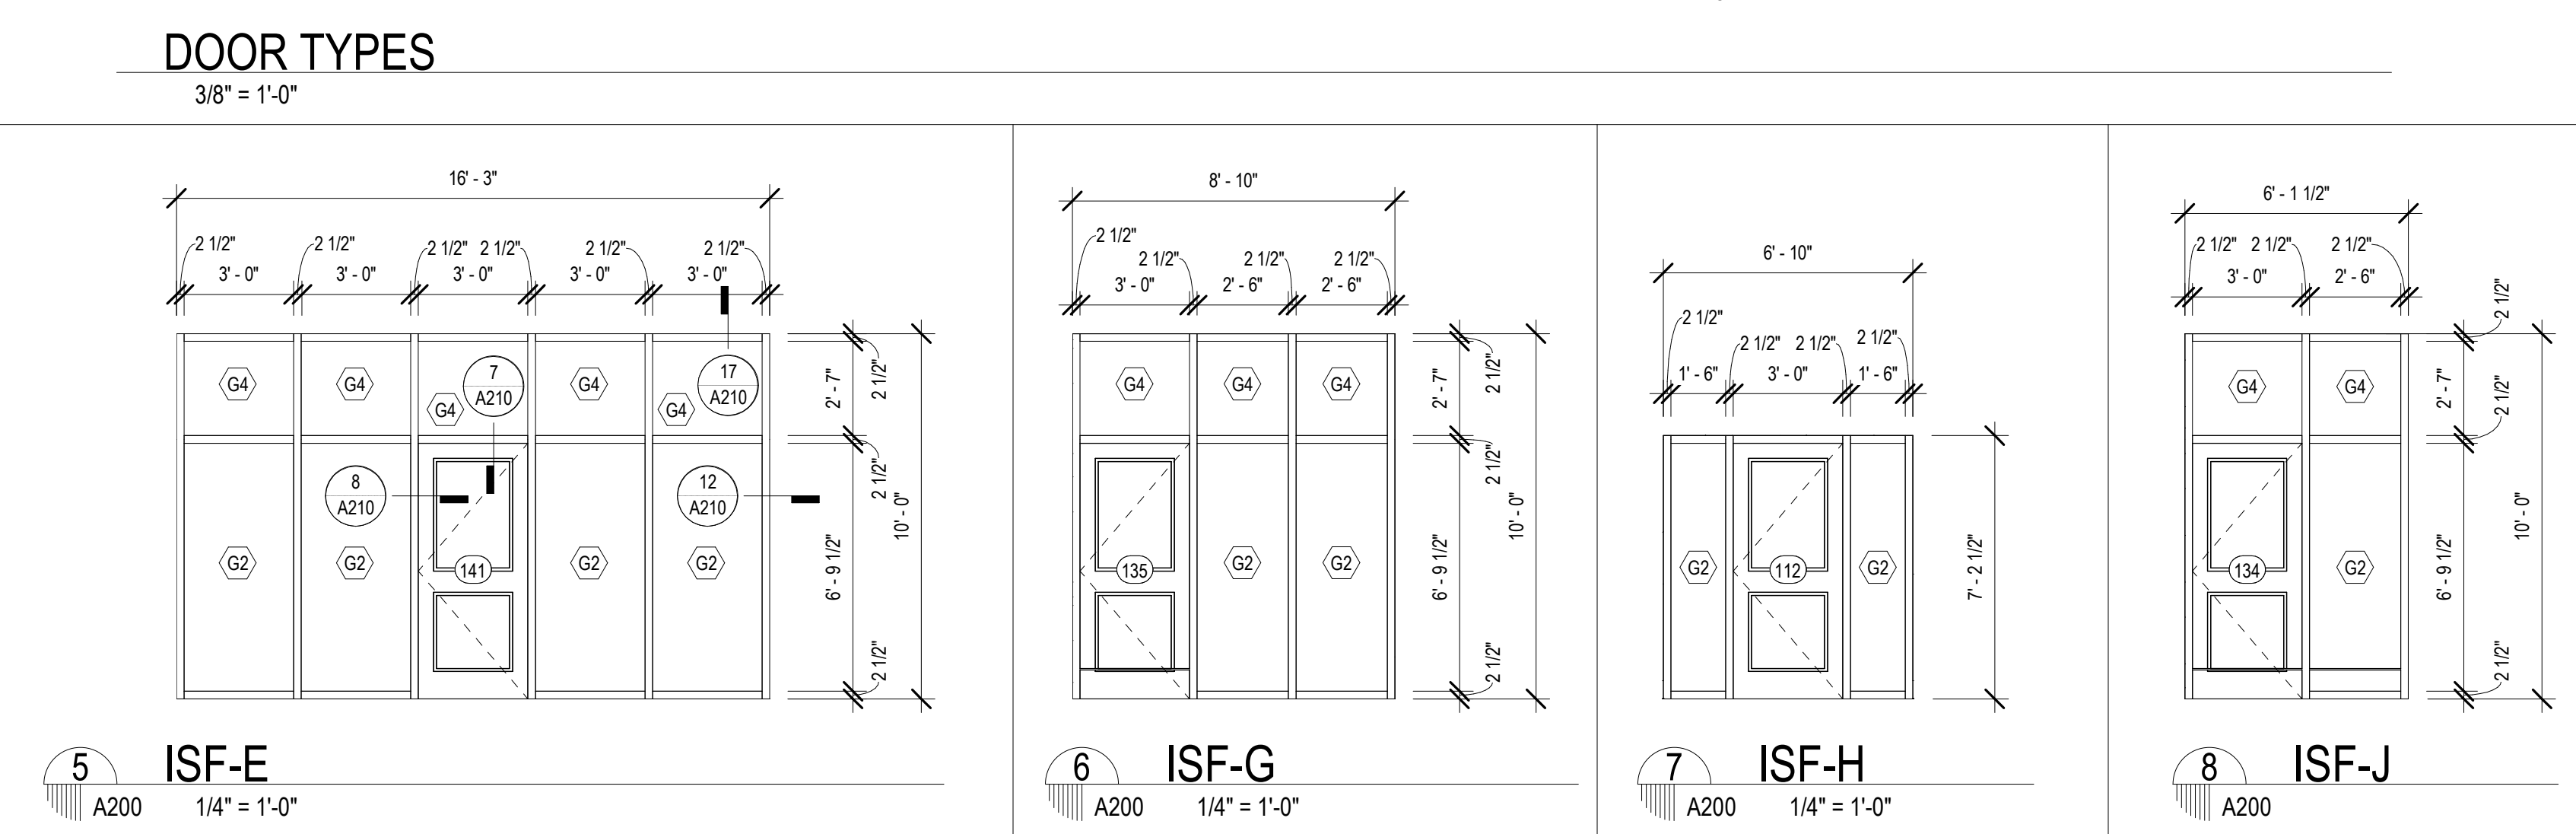 DOOR TYPES
3/8" = 1'-0"
16' - 3"
2 1/2" 2 1/2" 2 1/2" 2 1/2" 2 1/2" 2 1/2"
3' - 0" 3' - 0" 3' - 0" 3' - 0" 3' - 0"
G4 G4 G4 G4 G4
7
A210
17
A210
8
A210
12
A210
G2 G2 141 G2 G2
2' - 7"
2 1/2"
2 1/2"
6' - 9 1/2"
2 1/2"
10' - 0"
5 ISF-E
A200 1/4" = 1'-0"
8' - 10"
2 1/2"
2 1/2" 2 1/2" 2 1/2"
3' - 0" 2' - 6" 2' - 6"
G4 G4 G4
135 G2 G2
2' - 7"
2 1/2"
2 1/2"
6' - 9 1/2"
2 1/2"
10' - 0"
6 ISF-G
A200 1/4" = 1'-0"
6' - 10"
2 1/2"
2 1/2" 2 1/2" 2 1/2"
1' - 6" 3' - 0" 1' - 6"
G2 112 G2
7' - 2 1/2"
7 ISF-H
A200 1/4" = 1'-0"
6' - 1 1/2"
2 1/2" 2 1/2" 2 1/2"
3' - 0" 2' - 6"
G4 G4
134 G2
2 1/2"
2' - 7"
2 1/2"
6' - 9 1/2"
2 1/2"
10' - 0"
8 ISF-J
A200